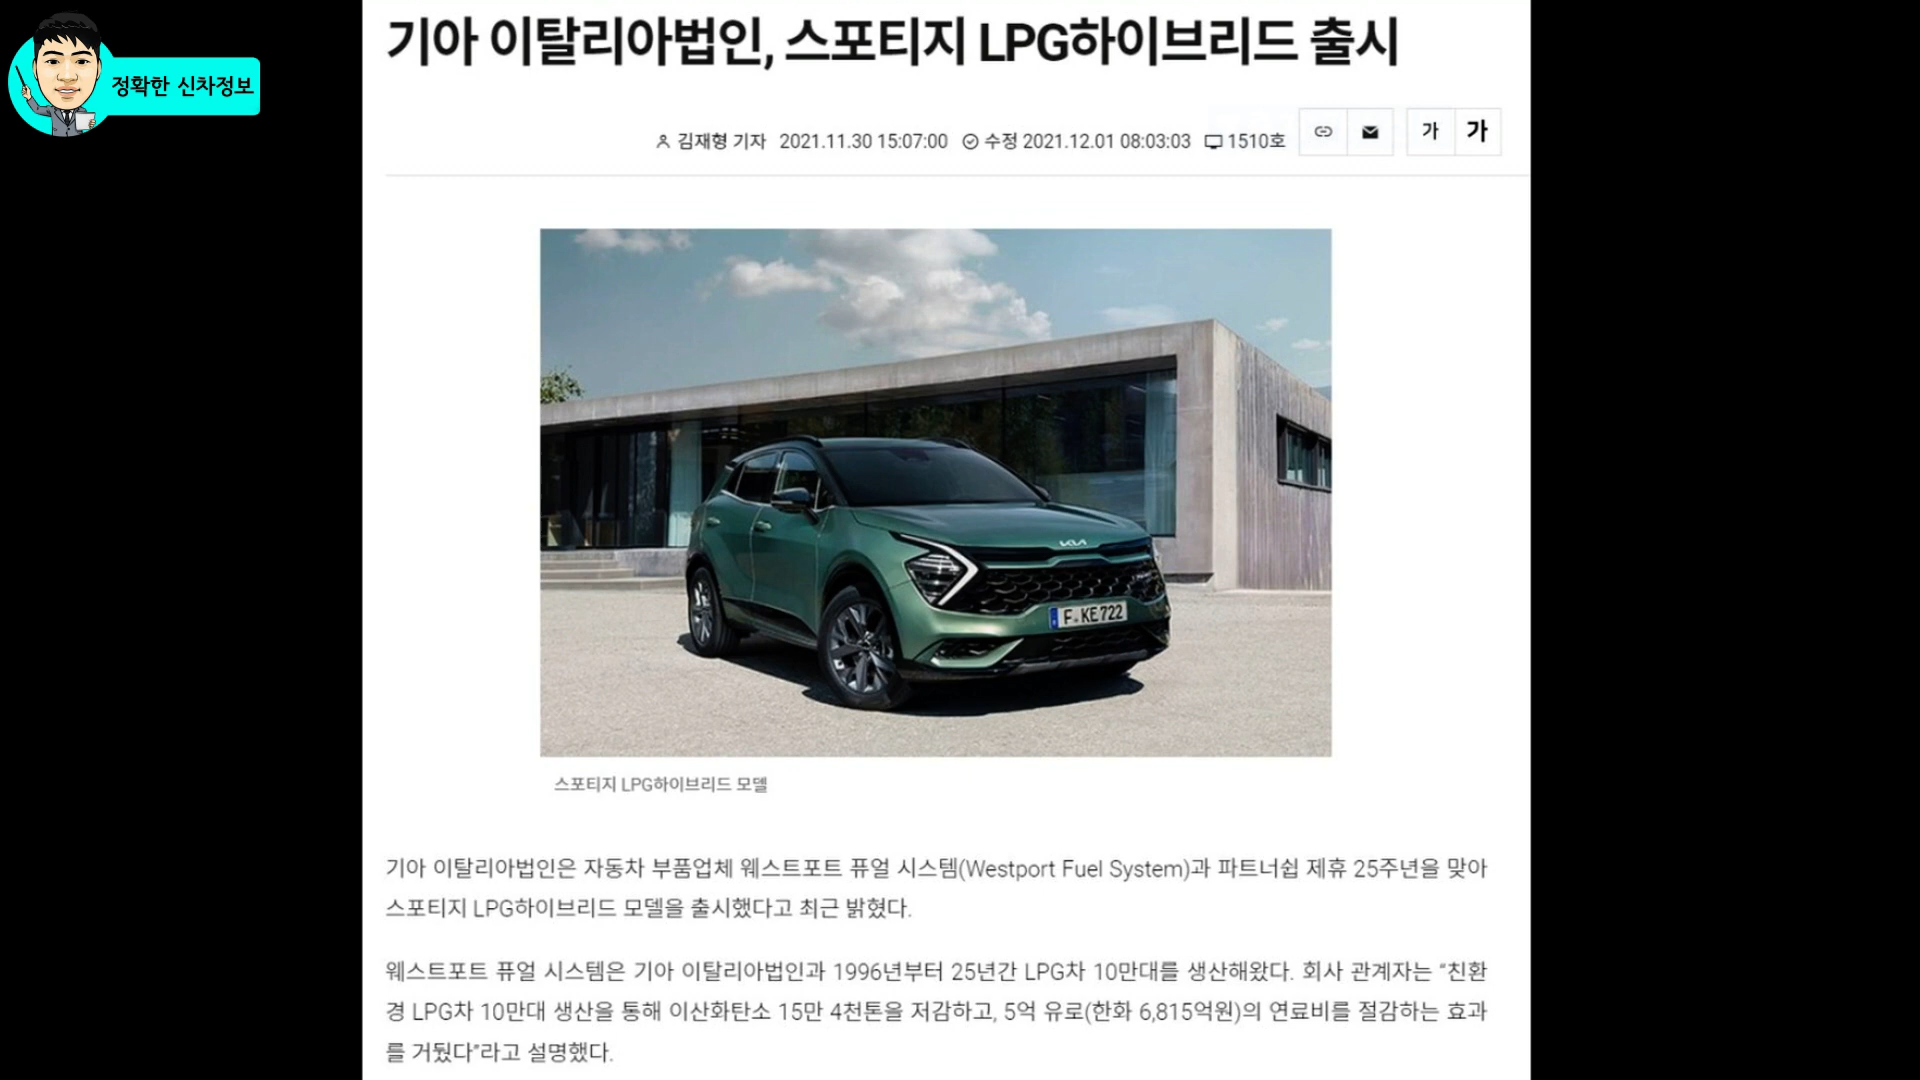 정확한 신차정보
기아 이탈리아법인, 스포티지 LPG하이브리드 출시
김재형 기자 2021.11.30 15:07:00 수정 2021.12.01 08:03:03 1510호 가 가
KIA
F KE 722
스포티지 LPG하이브리드 모델
기아 이탈리아법인은 자동차 부품업체 웨스트포트 퓨얼 시스템(Westport Fuel System)과 파트너쉽 제휴 25주년을 맞아
스포티지 LPG하이브리드 모델을 출시했다고 최근 밝혔다.
웨스트포트 퓨얼 시스템은 기아 이탈리아법인과 1996년부터 25년간 LPG차 10만대를 생산해왔다. 회사 관계자는 “친환
경 LPG차 10만대 생산을 통해 이산화탄소 15만 4천톤을 저감하고, 5억 유로(한화 6,815억원)의 연료비를 절감하는 효과
를 거뒀다”라고 설명했다.